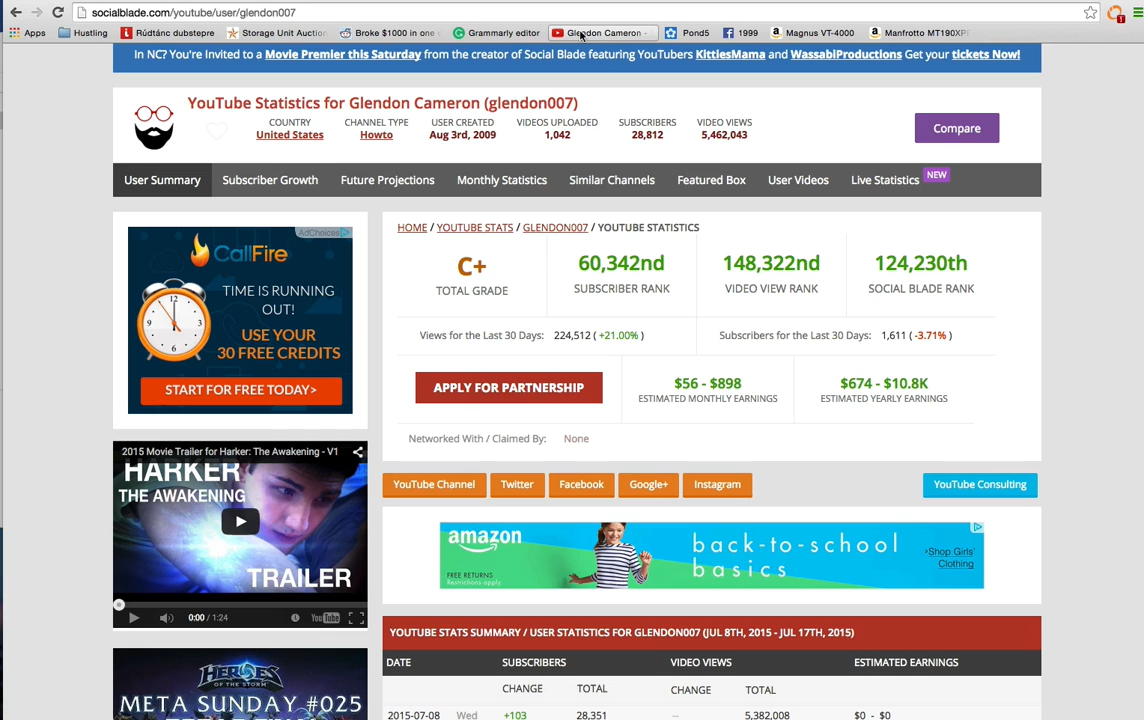 socialblade.com/youtube/user/glendon007
Apps Hustling Rúdtánc dubstepre Storage Unit Auctio Broke $1000 in one Grammarly editor Glendon Cameron - Pond5 1999 Magnus VT-4000 Manfrotto MT190XPR
In NC? You're Invited to a Movie Premier this Saturday from the creator of Social Blade featuring YouTubers KittiesMama and WassabiProductions Get your tickets Now!
YouTube Statistics for Glendon Cameron (glendon007)
COUNTRY CHANNEL TYPE USER CREATED VIDEOS UPLOADED SUBSCRIBERS VIDEO VIEWS
United States Howto Aug 3rd, 2009 1,042 28,812 5,462,043
Compare
User Summary Subscriber Growth Future Projections Monthly Statistics Similar Channels Featured Box User Videos Live Statistics NEW
AdChoices
CallFire
TIME IS RUNNING
OUT!
USE YOUR
30 FREE CREDITS
START FOR FREE TODAY>
12
3
6
9
HOME / YOUTUBE STATS / GLENDON007 / YOUTUBE STATISTICS
C+ 60,342nd 148,322nd 124,230th
TOTAL GRADE SUBSCRIBER RANK VIDEO VIEW RANK SOCIAL BLADE RANK
Views for the Last 30 Days: 224,512 ( +21.00% ) Subscribers for the Last 30 Days: 1,611 ( -3.71% )
APPLY FOR PARTNERSHIP
$56 - $898 $674 - $10.8K
ESTIMATED MONTHLY EARNINGS ESTIMATED YEARLY EARNINGS
Networked With / Claimed By: None
2015 Movie Trailer for Harker: The Awakening - V1
HARKER
THE AWAKENING
TRAILER
0:00 / 1:24
YouTube
YouTube Channel Twitter Facebook Google+ Instagram YouTube Consulting
amazon
FREE RETURNS
Restrictions apply
back-to-school
basics
›Shop Girls'
Clothing
HEROES
OF THE STORM
META SUNDAY #025
YOUTUBE STATS SUMMARY / USER STATISTICS FOR GLENDON007 (JUL 8TH, 2015 - JUL 17TH, 2015)
DATE SUBSCRIBERS VIDEO VIEWS ESTIMATED EARNINGS
CHANGE TOTAL CHANGE TOTAL
2015-07-08 Wed +103 28,351 -- 5,382,008 $0 - $0